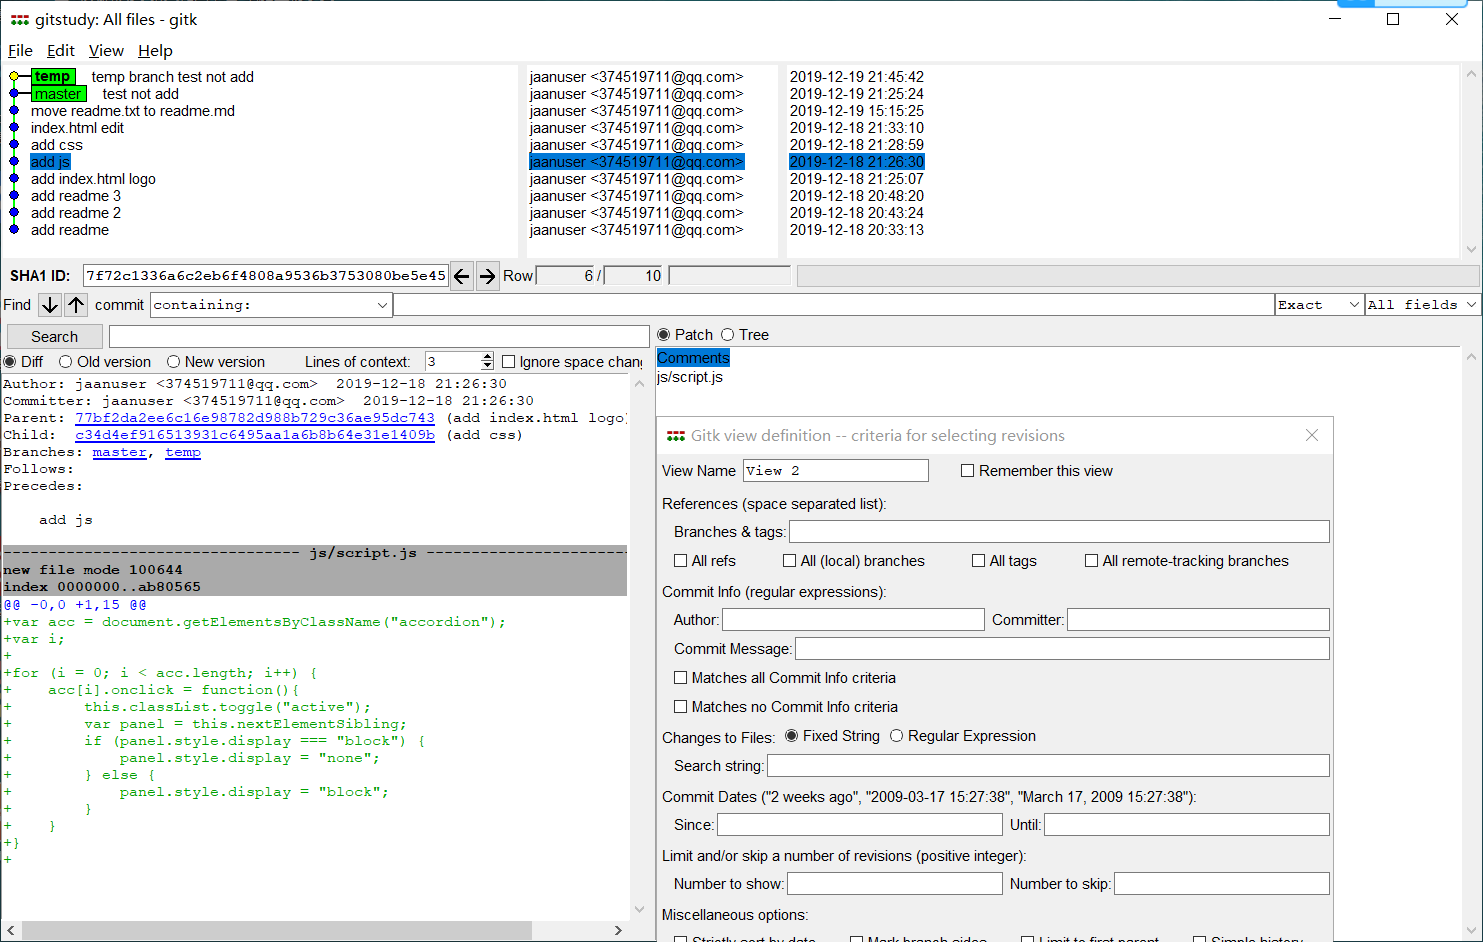 gitstudy: All files - gitk
File Edit View Help
temp temp branch test not add jaanuser <374519711@qq.com> 2019-12-19 21:45:42
master test not add jaanuser <374519711@qq.com> 2019-12-19 21:25:24
move readme.txt to readme.md jaanuser <374519711@qq.com> 2019-12-19 15:15:25
index.html edit jaanuser <374519711@qq.com> 2019-12-18 21:33:10
add css jaanuser <374519711@qq.com> 2019-12-18 21:28:59
add js jaanuser <374519711@qq.com> 2019-12-18 21:26:30
add index.html logo jaanuser <374519711@qq.com> 2019-12-18 21:25:07
add readme 3 jaanuser <374519711@qq.com> 2019-12-18 20:48:20
add readme 2 jaanuser <374519711@qq.com> 2019-12-18 20:43:24
add readme jaanuser <374519711@qq.com> 2019-12-18 20:33:13
SHA1 ID: 7f72c1336a6c2eb6f4808a9536b3753080be5e45 Row 6 / 10
Find commit containing: Exact All fields
Search
Diff Old version New version Lines of context: 3 Ignore space chang
Author: jaanuser <374519711@qq.com> 2019-12-18 21:26:30
Committer: jaanuser <374519711@qq.com> 2019-12-18 21:26:30
Parent: 77bf2da2ee6c16e98782d988b729c36ae95dc743 (add index.html logo)
Child: c34d4ef916513931c6495aa1a6b8b64e31e1409b (add css)
Branches: master, temp
Follows:
Precedes:
add js
-------------------------------- js/script.js -----------------------
new file mode 100644
index 0000000..ab80565
@@ -0,0 +1,15 @@
+var acc = document.getElementsByClassName("accordion");
+var i;
+
+for (i = 0; i < acc.length; i++) {
+    acc[i].onclick = function(){
+        this.classList.toggle("active");
+        var panel = this.nextElementSibling;
+        if (panel.style.display === "block") {
+            panel.style.display = "none";
+        } else {
+            panel.style.display = "block";
+        }
+    }
+}
+
Patch Tree
Comments
js/script.js
Gitk view definition -- criteria for selecting revisions
View Name View 2 Remember this view
References (space separated list):
Branches & tags:
All refs All (local) branches All tags All remote-tracking branches
Commit Info (regular expressions):
Author: Committer:
Commit Message:
Matches all Commit Info criteria
Matches no Commit Info criteria
Changes to Files: Fixed String Regular Expression
Search string:
Commit Dates ("2 weeks ago", "2009-03-17 15:27:38", "March 17, 2009 15:27:38"):
Since: Until:
Limit and/or skip a number of revisions (positive integer):
Number to show: Number to skip:
Miscellaneous options:
Strictly sort by date Mark branch sides Limit to first parent Simple history